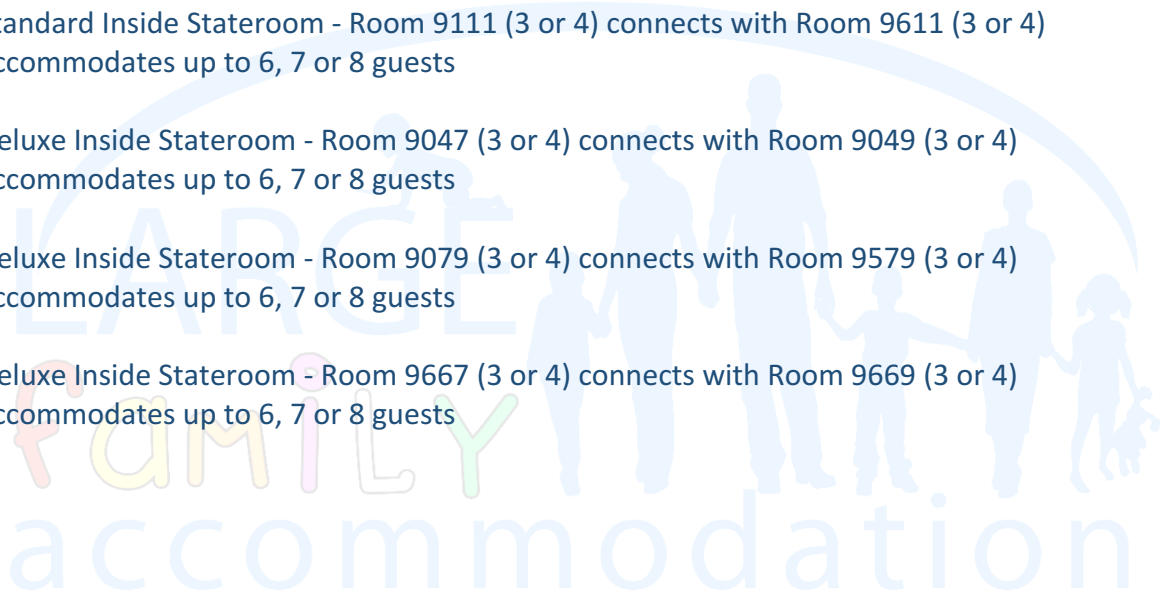 tandard Inside Stateroom - Room 9111 (3 or 4) connects with Room 9611 (3 or 4)
ccommodates up to 6, 7 or 8 guests
eluxe Inside Stateroom - Room 9047 (3 or 4) connects with Room 9049 (3 or 4)
ccommodates up to 6, 7 or 8 guests
eluxe Inside Stateroom - Room 9079 (3 or 4) connects with Room 9579 (3 or 4)
ccommodates up to 6, 7 or 8 guests
eluxe Inside Stateroom - Room 9667 (3 or 4) connects with Room 9669 (3 or 4)
ccommodates up to 6, 7 or 8 guests
LARGE
famiLY
accommodation